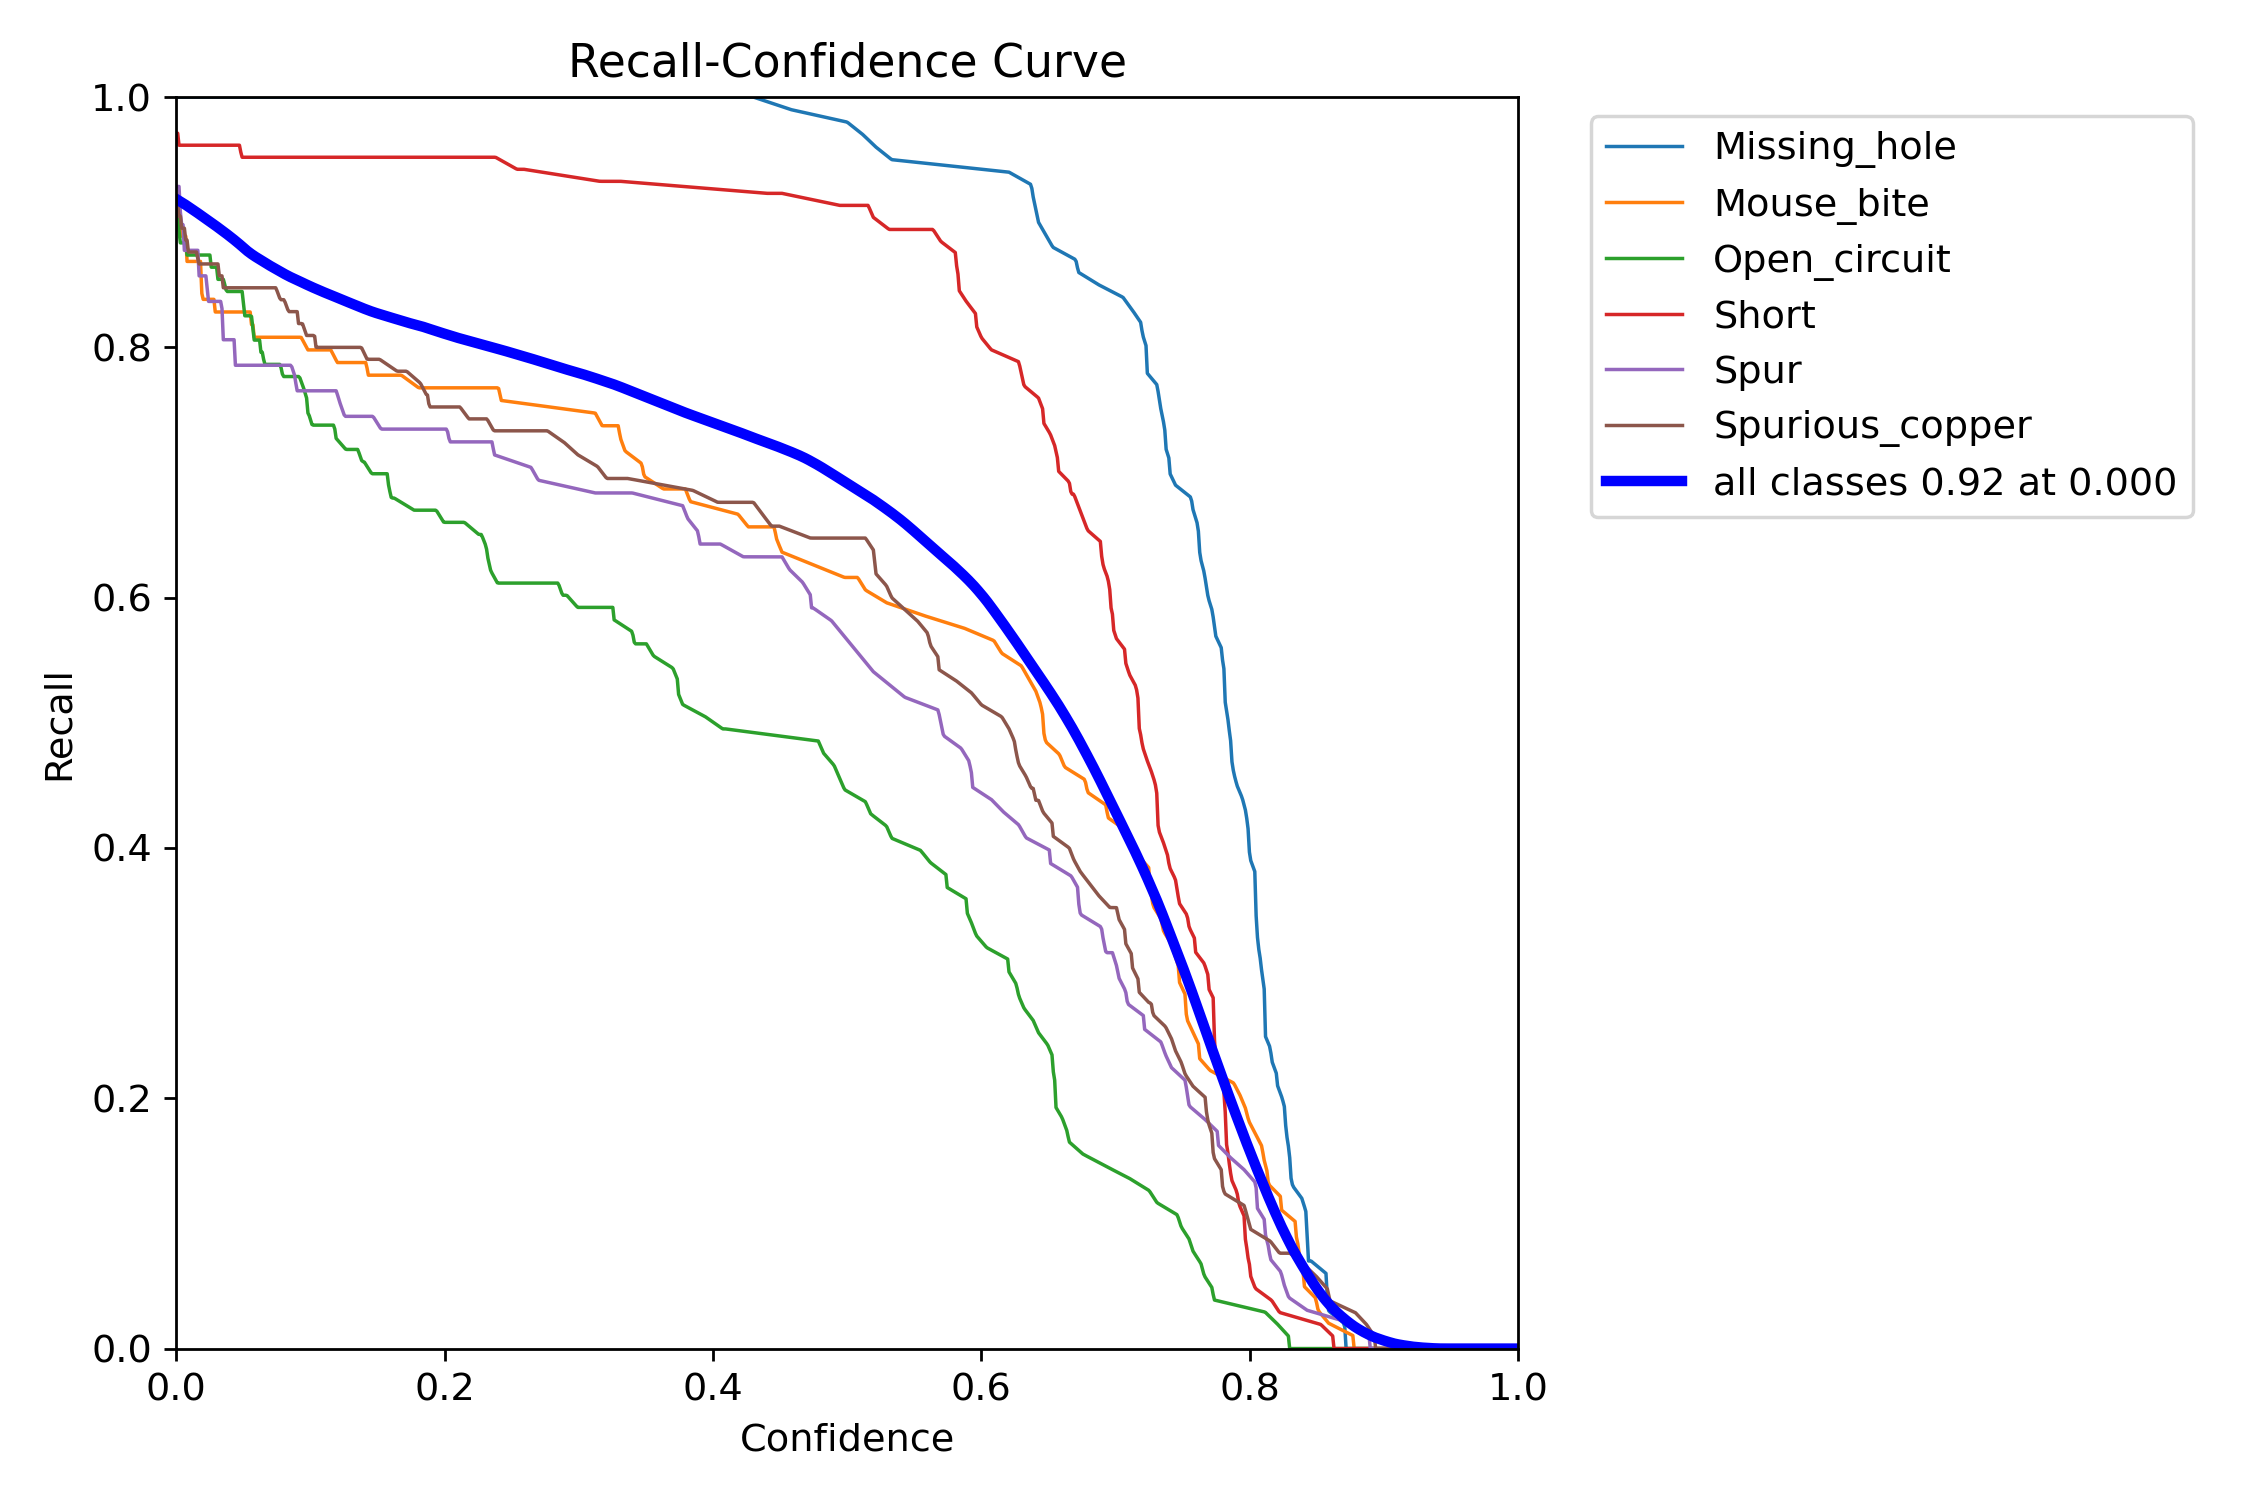 Recall-Confidence Curve
1.0
0.8
0.6
0.4
0.2
0.0
Recall
0.0 0.2 0.4 0.6 0.8 1.0
Confidence
Missing_hole
Mouse_bite
Open_circuit
Short
Spur
Spurious_copper
all classes 0.92 at 0.000